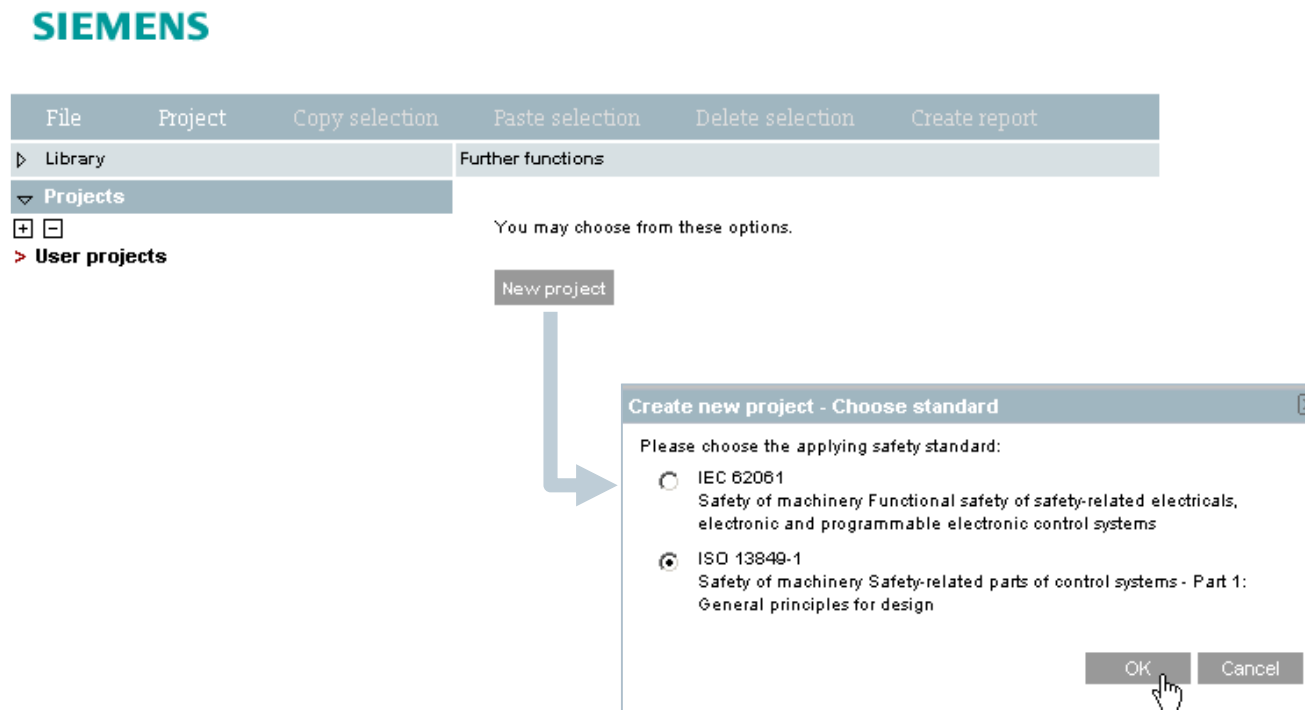 SIEMENS
File Project Copy selection Paste selection Delete selection Create report
Library Further functions
Projects
You may choose from these options.
> User projects
New project
Create new project - Choose standard
Please choose the applying safety standard:
IEC 62061
Safety of machinery Functional safety of safety-related electricals,
electronic and programmable electronic control systems
ISO 13849-1
Safety of machinery Safety-related parts of control systems - Part 1:
General principles for design
OK Cancel